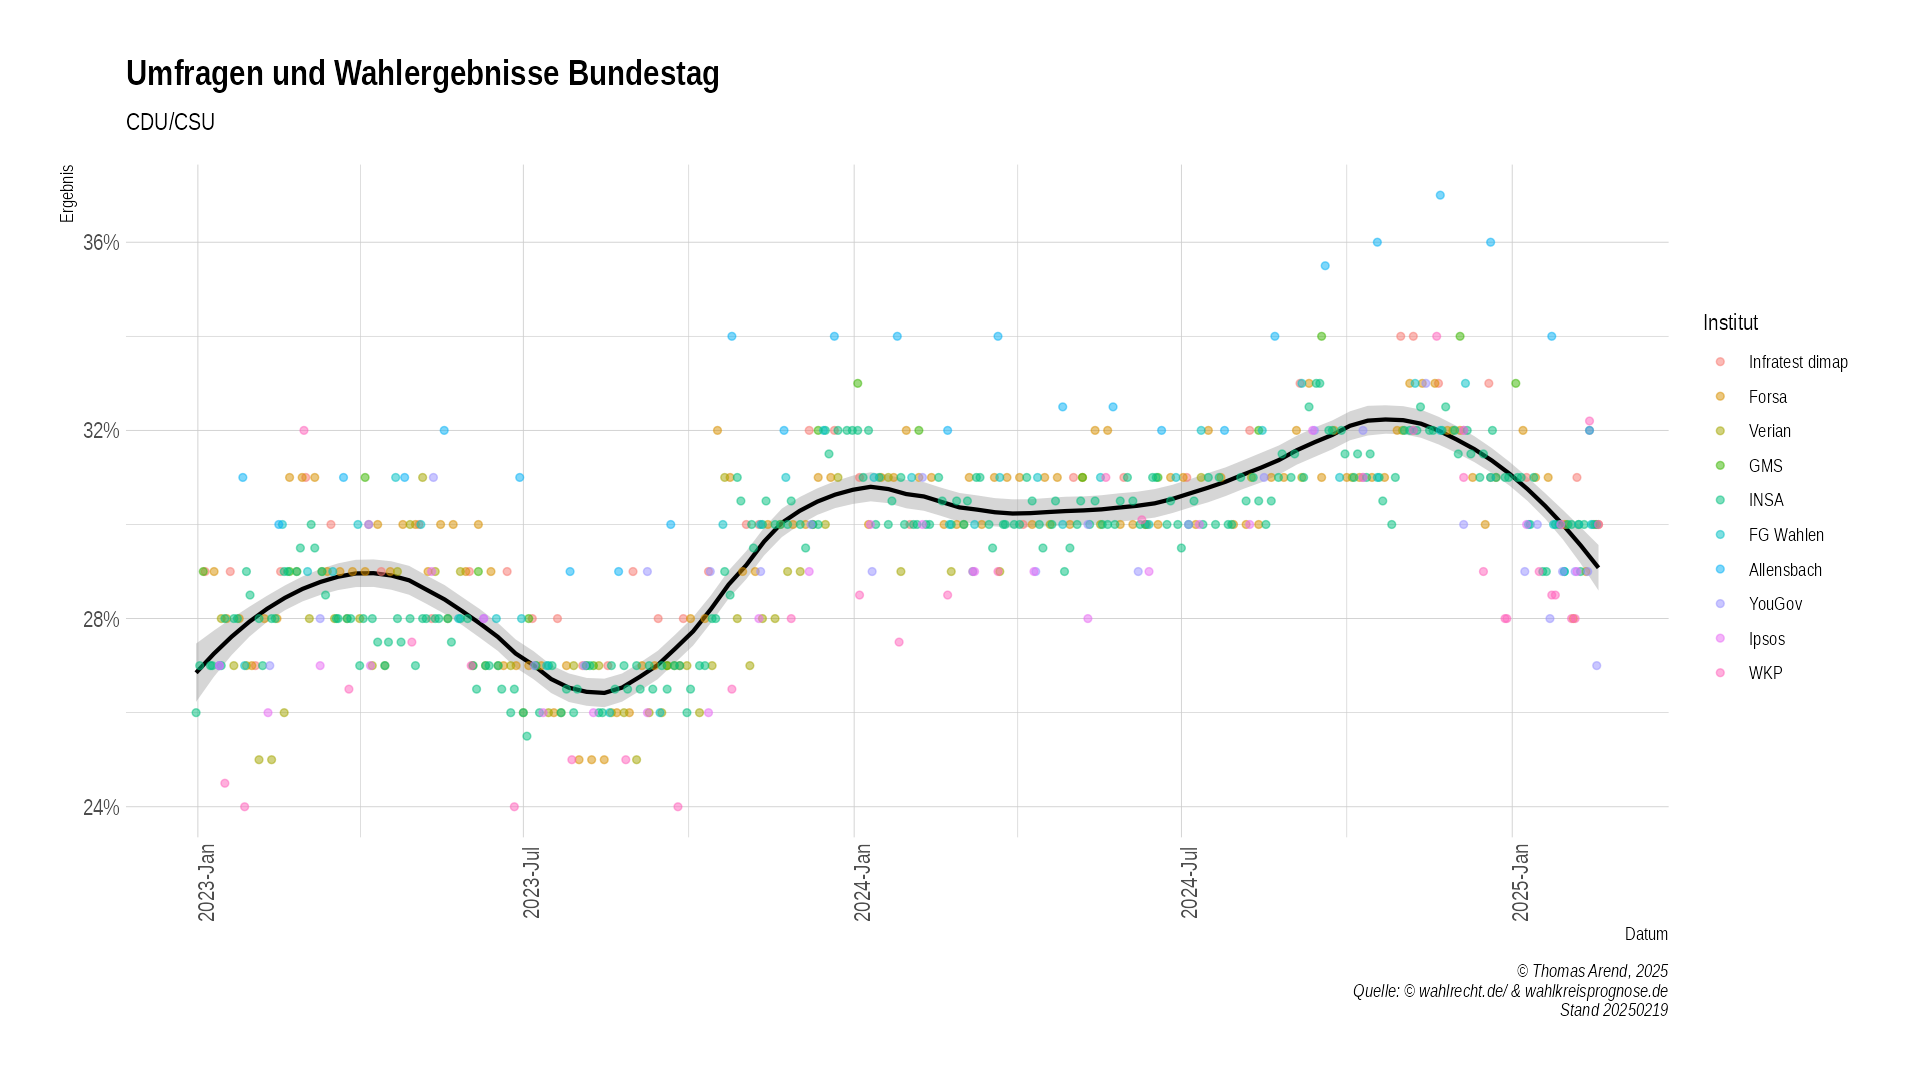 Umfragen und Wahlergebnisse Bundestag
CDU/CSU
Ergebnis
36%
32%
28%
24%
2023-Jan
2023-Jul
2024-Jan
2024-Jul
2025-Jan
Datum
Institut
Infratest dimap
Forsa
Verian
GMS
INSA
FG Wahlen
Allensbach
YouGov
Ipsos
WKP
© Thomas Arend, 2025
Quelle: © wahlrecht.de/ & wahlkreisprognose.de
Stand 20250219